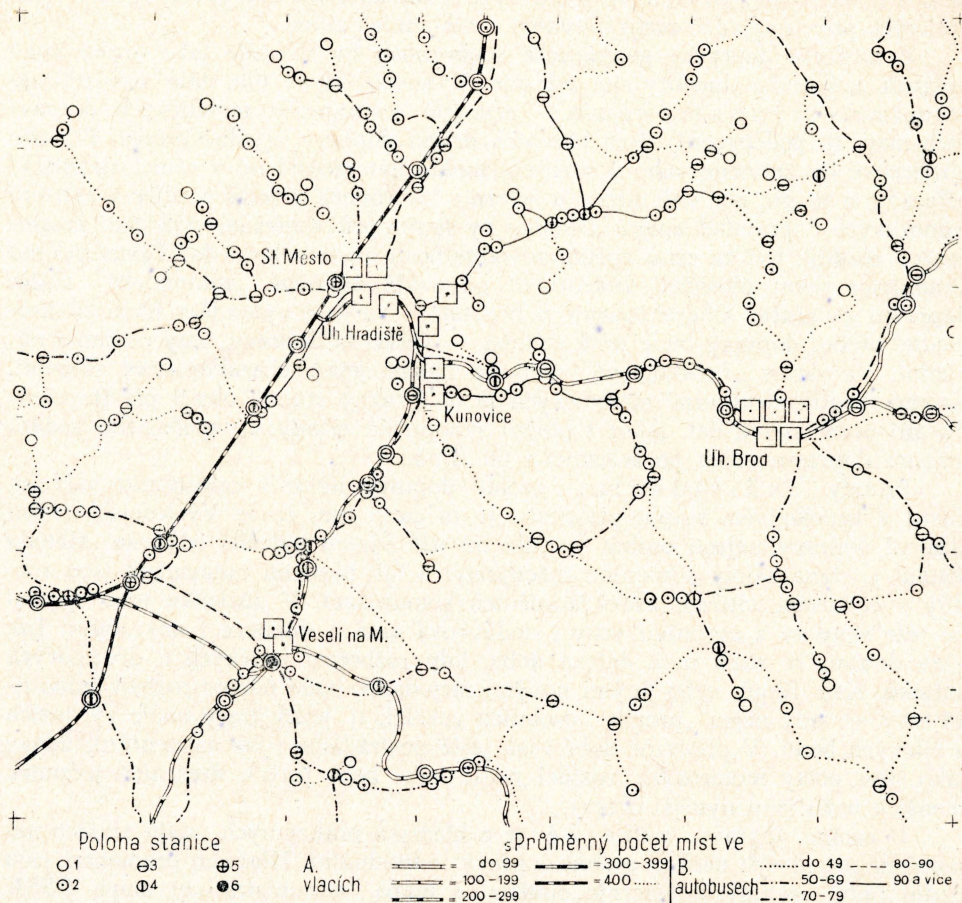 St. Město
Uh. Hradiště
Kunovice
Uh. Brod
Veselí na M.
Poloha stanice
1
3
5
2
4
6
s Průměrný počet míst ve
A.
vlacích
do 99
100-199
200-299
=300-399
=400
B.
autobusech
do 49
50-69
70-79
80-90
90 a více